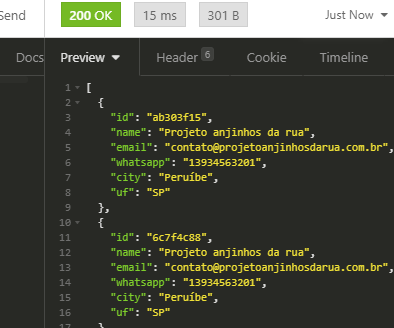 Send 200 OK 15 ms 301 B Just Now
Docs Preview Header 6 Cookie Timeline
1 [
2 {
3 "id": "ab303f15",
4 "name": "Projeto anjinhos da rua",
5 "email": "contato@projetoanjinhosdarua.com.br",
6 "whatsapp": "13934563201",
7 "city": "Peruíbe",
8 "uf": "SP"
9 },
10 {
11 "id": "6c7f4c88",
12 "name": "Projeto anjinhos da rua",
13 "email": "contato@projetoanjinhosdarua.com.br",
14 "whatsapp": "13934563201",
15 "city": "Peruíbe",
16 "uf": "SP"
17 }